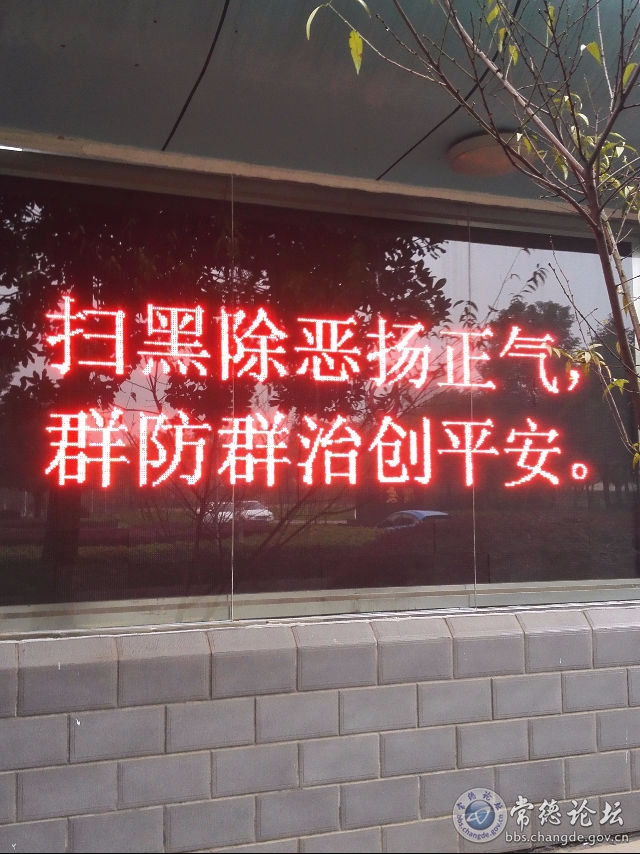 扫黑除恶扬正气,
群防群治创平安。
常德论坛
bbs.changde.gov.cn